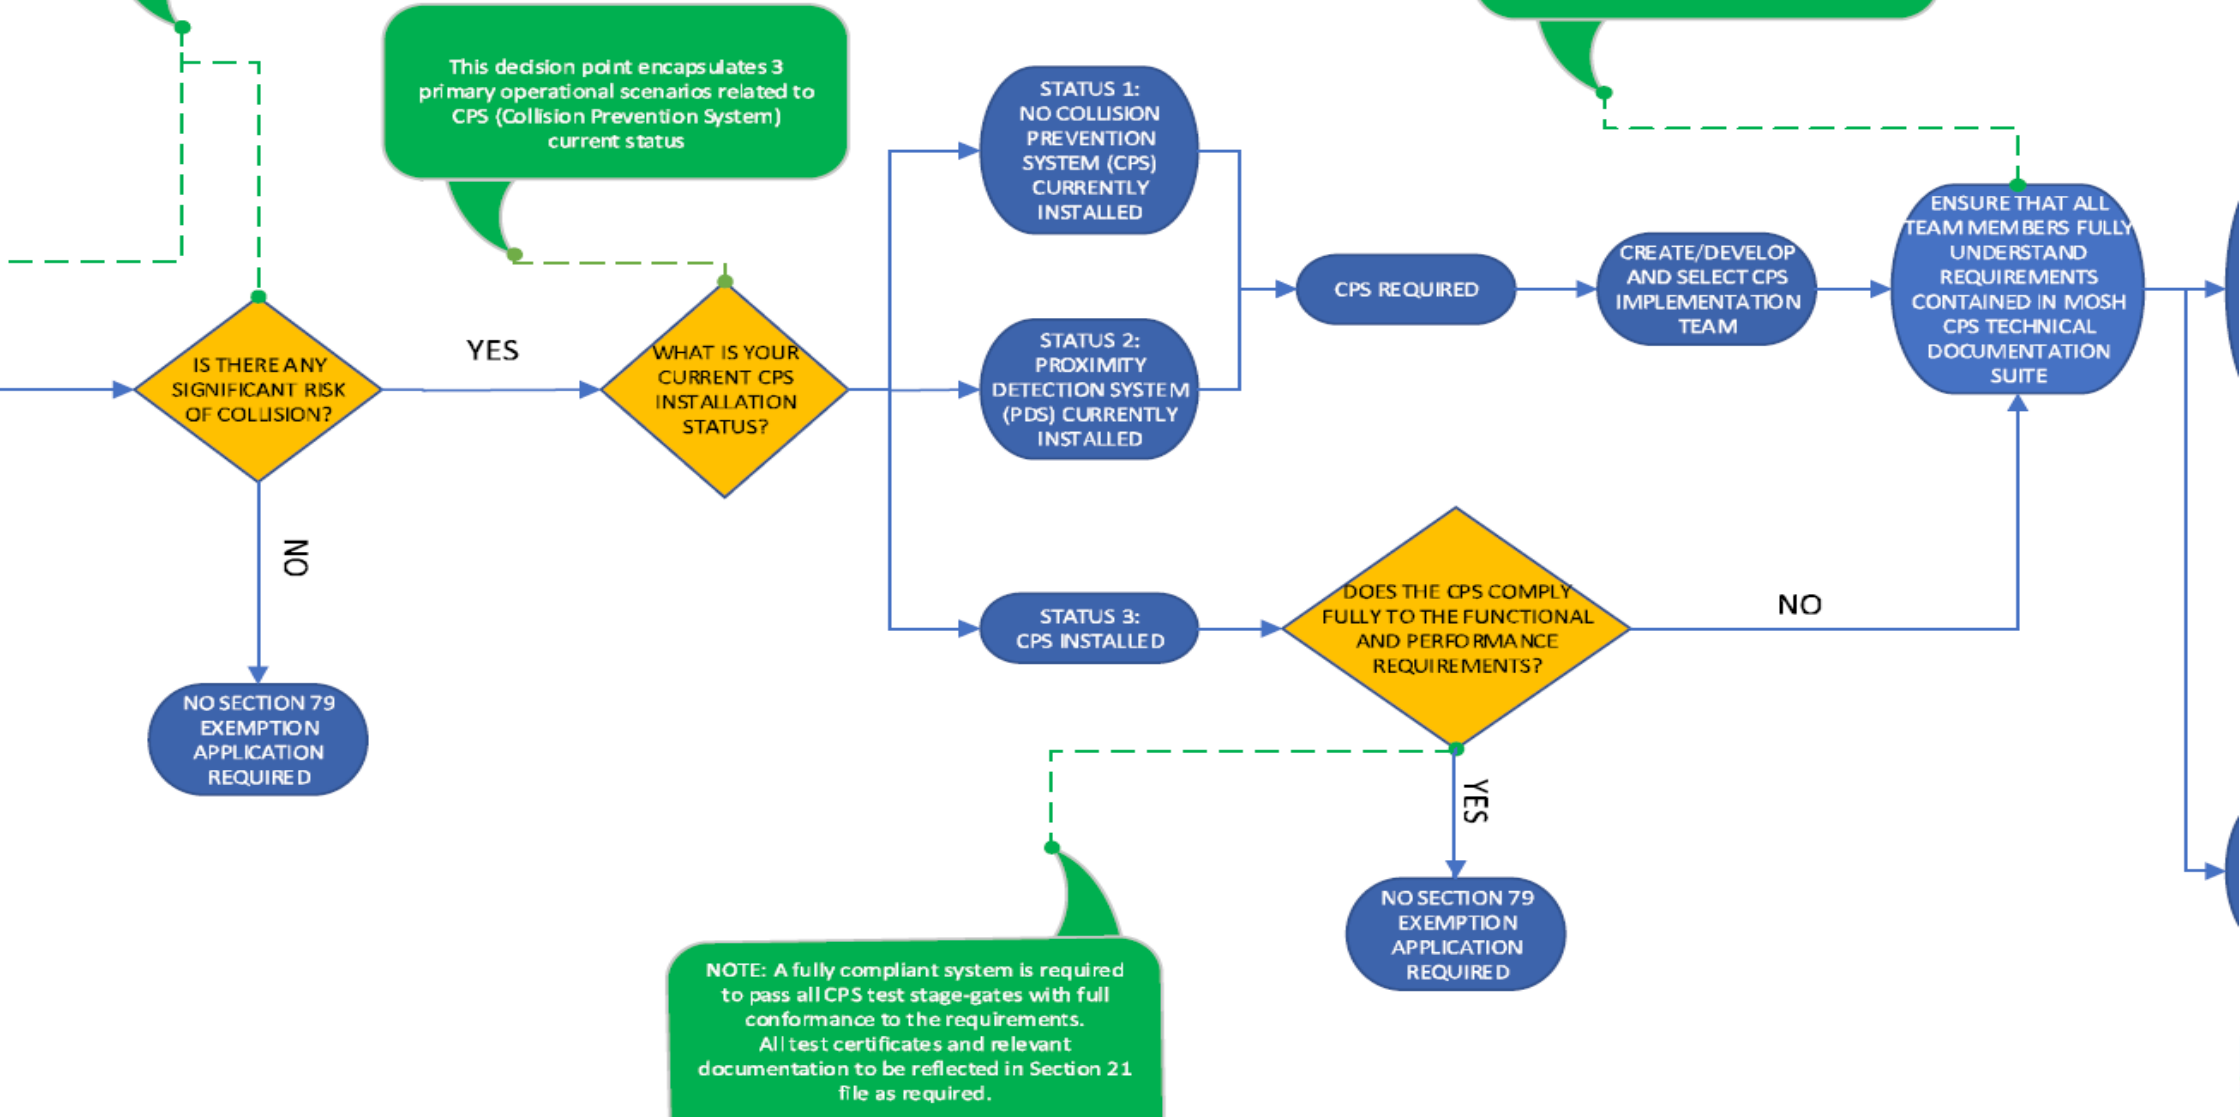 This decision point encapsulates 3
primary operational scenarios related to
CPS (Collision Prevention System)
current status
IS THERE ANY
SIGNIFICANT RISK
OF COLLISION?
YES
NO
NO SECTION 79
EXEMPTION
APPLICATION
REQUIRED
WHAT IS YOUR
CURRENT CPS
INSTALLATION
STATUS?
STATUS 1:
NO COLLISION
PREVENTION
SYSTEM (CPS)
CURRENTLY
INSTALLED
STATUS 2:
PROXIMITY
DETECTION SYSTEM
(PDS) CURRENTLY
INSTALLED
STATUS 3:
CPS INSTALLED
CPS REQUIRED
CREATE/DEVELOP
AND SELECT CPS
IMPLEMENTATION
TEAM
ENSURE THAT ALL
TEAM MEMBERS FULLY
UNDERSTAND
REQUIREMENTS
CONTAINED IN MOSH
CPS TECHNICAL
DOCUMENTATION
SUITE
DOES THE CPS COMPLY
FULLY TO THE FUNCTIONAL
AND PERFORMANCE
REQUIREMENTS?
NO
YES
NO SECTION 79
EXEMPTION
APPLICATION
REQUIRED
NOTE: A fully compliant system is required
to pass all CPS test stage-gates with full
conformance to the requirements.
All test certificates and relevant
documentation to be reflected in Section 21
file as required.